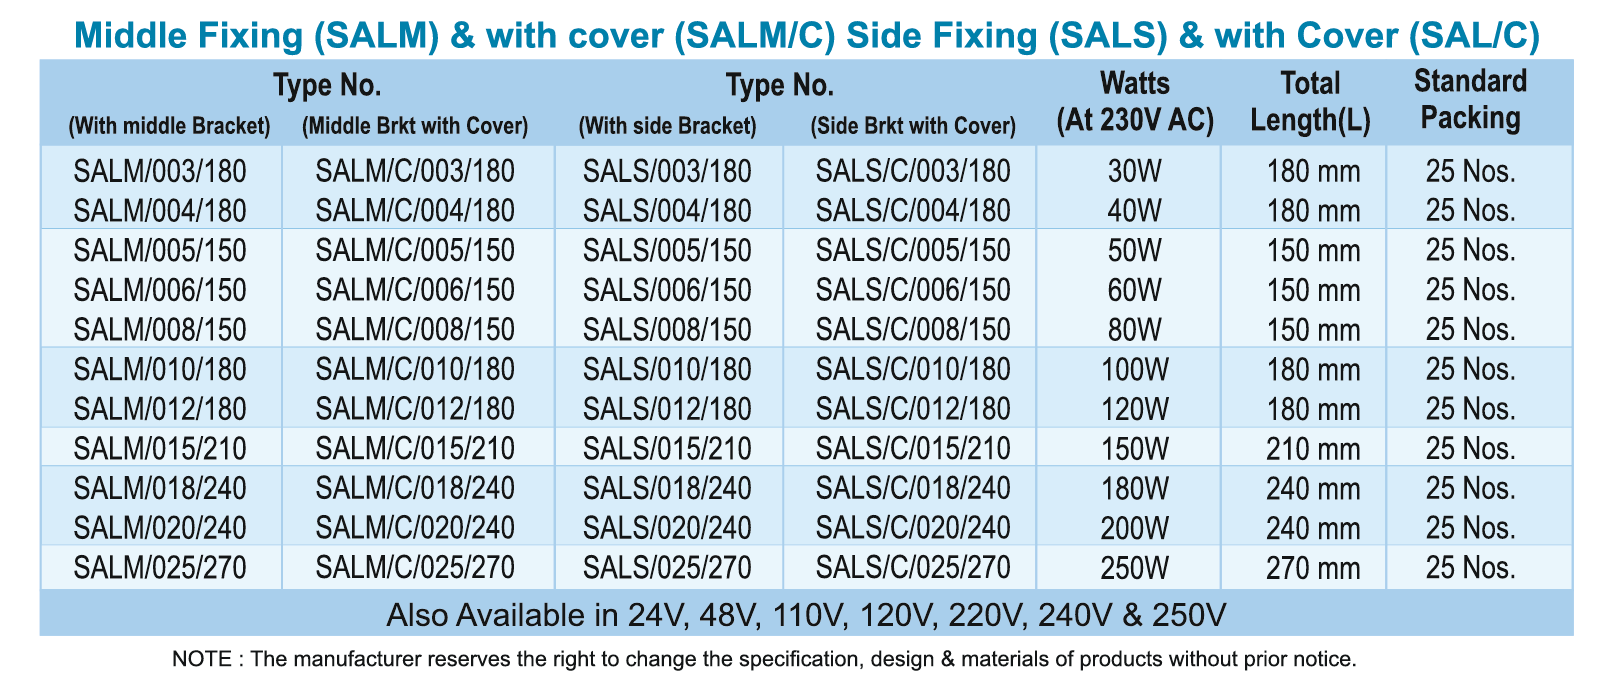 Middle Fixing (SALM) & with cover (SALM/C) Side Fixing (SALS) & with Cover (SAL/C)
Type No. Type No. Watts Total Standard
(With middle Bracket) (Middle Brkt with Cover) (With side Bracket) (Side Brkt with Cover) (At 230V AC) Length(L) Packing
SALM/003/180 SALM/C/003/180 SALS/003/180 SALS/C/003/180 30W 180 mm 25 Nos.
SALM/004/180 SALM/C/004/180 SALS/004/180 SALS/C/004/180 40W 180 mm 25 Nos.
SALM/005/150 SALM/C/005/150 SALS/005/150 SALS/C/005/150 50W 150 mm 25 Nos.
SALM/006/150 SALM/C/006/150 SALS/006/150 SALS/C/006/150 60W 150 mm 25 Nos.
SALM/008/150 SALM/C/008/150 SALS/008/150 SALS/C/008/150 80W 150 mm 25 Nos.
SALM/010/180 SALM/C/010/180 SALS/010/180 SALS/C/010/180 100W 180 mm 25 Nos.
SALM/012/180 SALM/C/012/180 SALS/012/180 SALS/C/012/180 120W 180 mm 25 Nos.
SALM/015/210 SALM/C/015/210 SALS/015/210 SALS/C/015/210 150W 210 mm 25 Nos.
SALM/018/240 SALM/C/018/240 SALS/018/240 SALS/C/018/240 180W 240 mm 25 Nos.
SALM/020/240 SALM/C/020/240 SALS/020/240 SALS/C/020/240 200W 240 mm 25 Nos.
SALM/025/270 SALM/C/025/270 SALS/025/270 SALS/C/025/270 250W 270 mm 25 Nos.
Also Available in 24V, 48V, 110V, 120V, 220V, 240V & 250V
NOTE : The manufacturer reserves the right to change the specification, design & materials of products without prior notice.